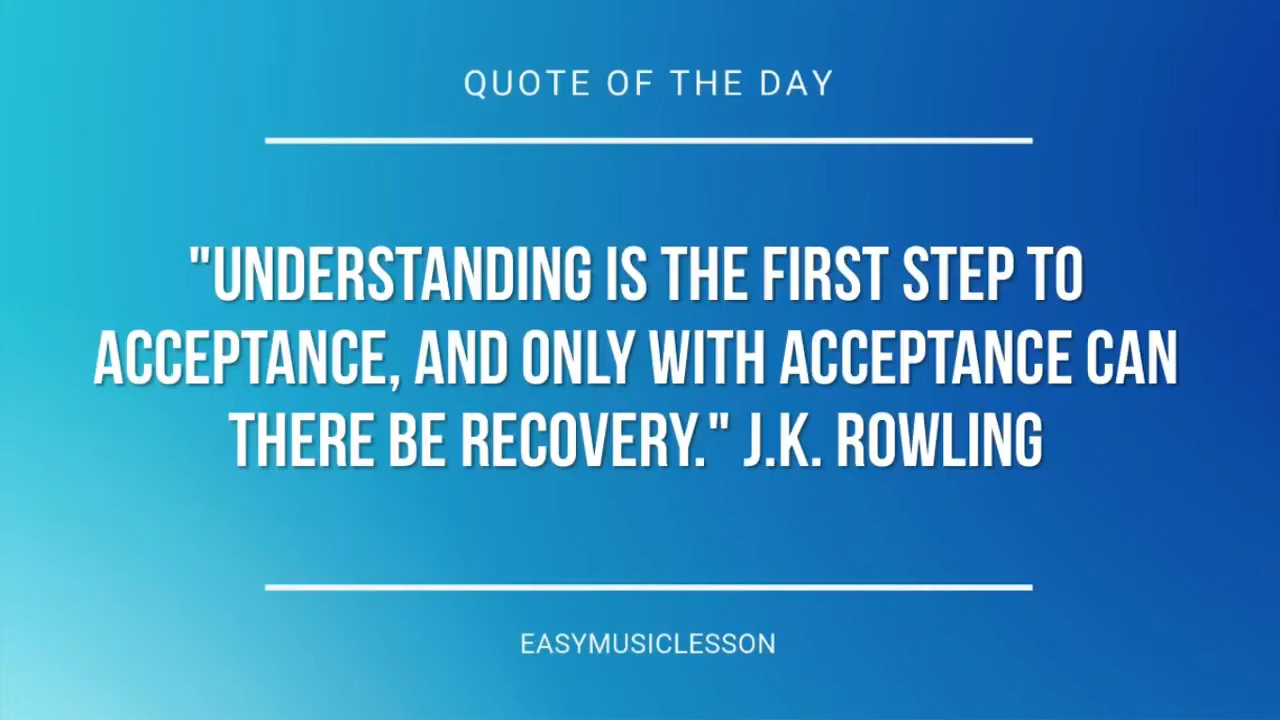 QUOTE OF THE DAY
"UNDERSTANDING IS THE FIRST STEP TO
ACCEPTANCE, AND ONLY WITH ACCEPTANCE CAN
THERE BE RECOVERY." J.K. ROWLING
EASYMUSICLESSON